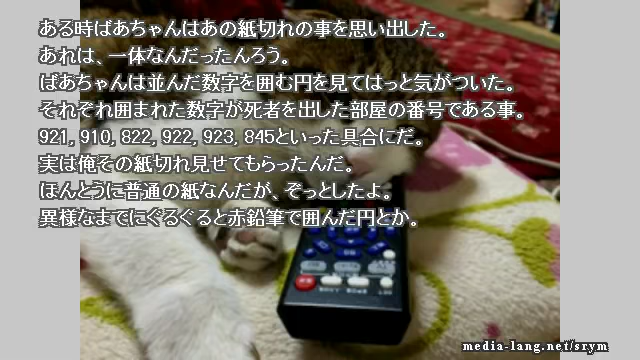 ある時ばあちゃんはあの紙切れの事を思い出した。
あれは、一体なんだったんろう。
ばあちゃんは並んだ数字を囲む円を見てはっと気がついた。
それぞれ囲まれた数字が死者を出した部屋の番号である事。
921, 910, 822, 922, 923, 845といった具合にだ。
実は俺その紙切れ見せてもらったんだ。
ほんとうに普通の紙なんだが、ぞっとしたよ。
異様なまでにぐるぐると赤鉛筆で囲んだ円とか。
media-lang.net/srym